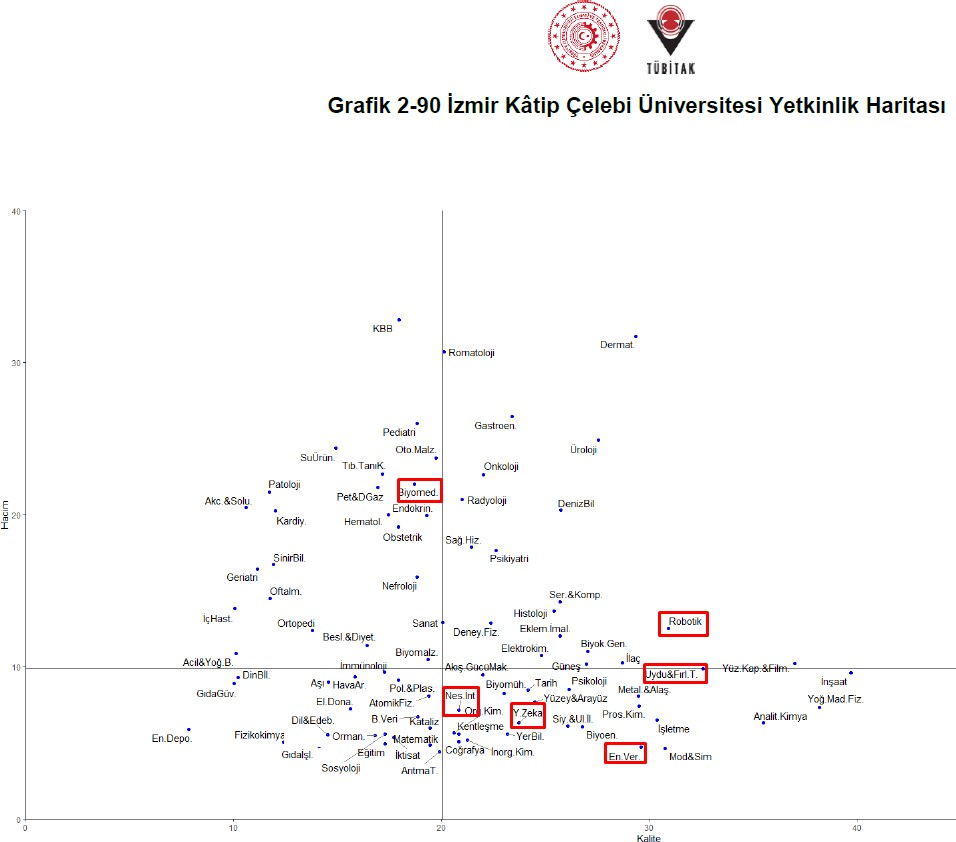 TÜBİTAK
Grafik 2-90 İzmir Kâtip Çelebi Üniversitesi Yetkinlik Haritası
40
KBB
Romatoloji
Dermat.
30
Pediatri
Gastroen.
Oto.Malz.
Üroloji
SuÜrün.
Tıb.TanıK.
Onkoloji
Patoloji
Pet&DGaz
Biyomed.
Akc.&Solu.
Radyoloji
DenizBil
Endokrin.
20
Kardiy.
Hematol.
Obstetrik
Sağ.Hiz.
Psikiyatri
SinirBil.
Geriatri
Nefroloji
Oftalm.
Ser.&Komp.
İçHast.
Histoloji
Ortopedi
Sanat
Robotik
Deney.Fiz.
Eklem.İmal.
Besl.&Diyet.
Biyok.Gen.
Elektrokim.
Biyomalz.
Acil&Yoğ.B.
İmmünoloji
Akış.GücüMak.
Güneş
İlaç
Yüz.Kap.&Film.
10
DinBil.
Uydu&Fırl.T.
İnşaat
Aşı
HavaAr.
Pol.&Plas.
Biyomüh.
Tarih
Psikoloji
Metal.&Alaş.
GıdaGüv.
Nes.Int
El.Dona.
AtomikFiz.
Yüzey&Arayüz
Yoğ.Mad.Fiz.
Org.Kim.
Y.Zeka
Pros.Kim.
Analit.Kimya
Dil&Edeb.
B.Veri
Kataliz
Kentleşme
Siy.&Ul.İl.
İşletme
En.Depo.
Fizikokimya
Orman.
Matematik
YerBil.
Biyoen.
Gıdaİşl.
Eğitim
İktisat
Coğrafya
Inorg.Kim.
En.Ver.
Mod&Sim
Sosyoloji
AntrnaT.
Hacim
0
0
10
20
30
40
Kalite